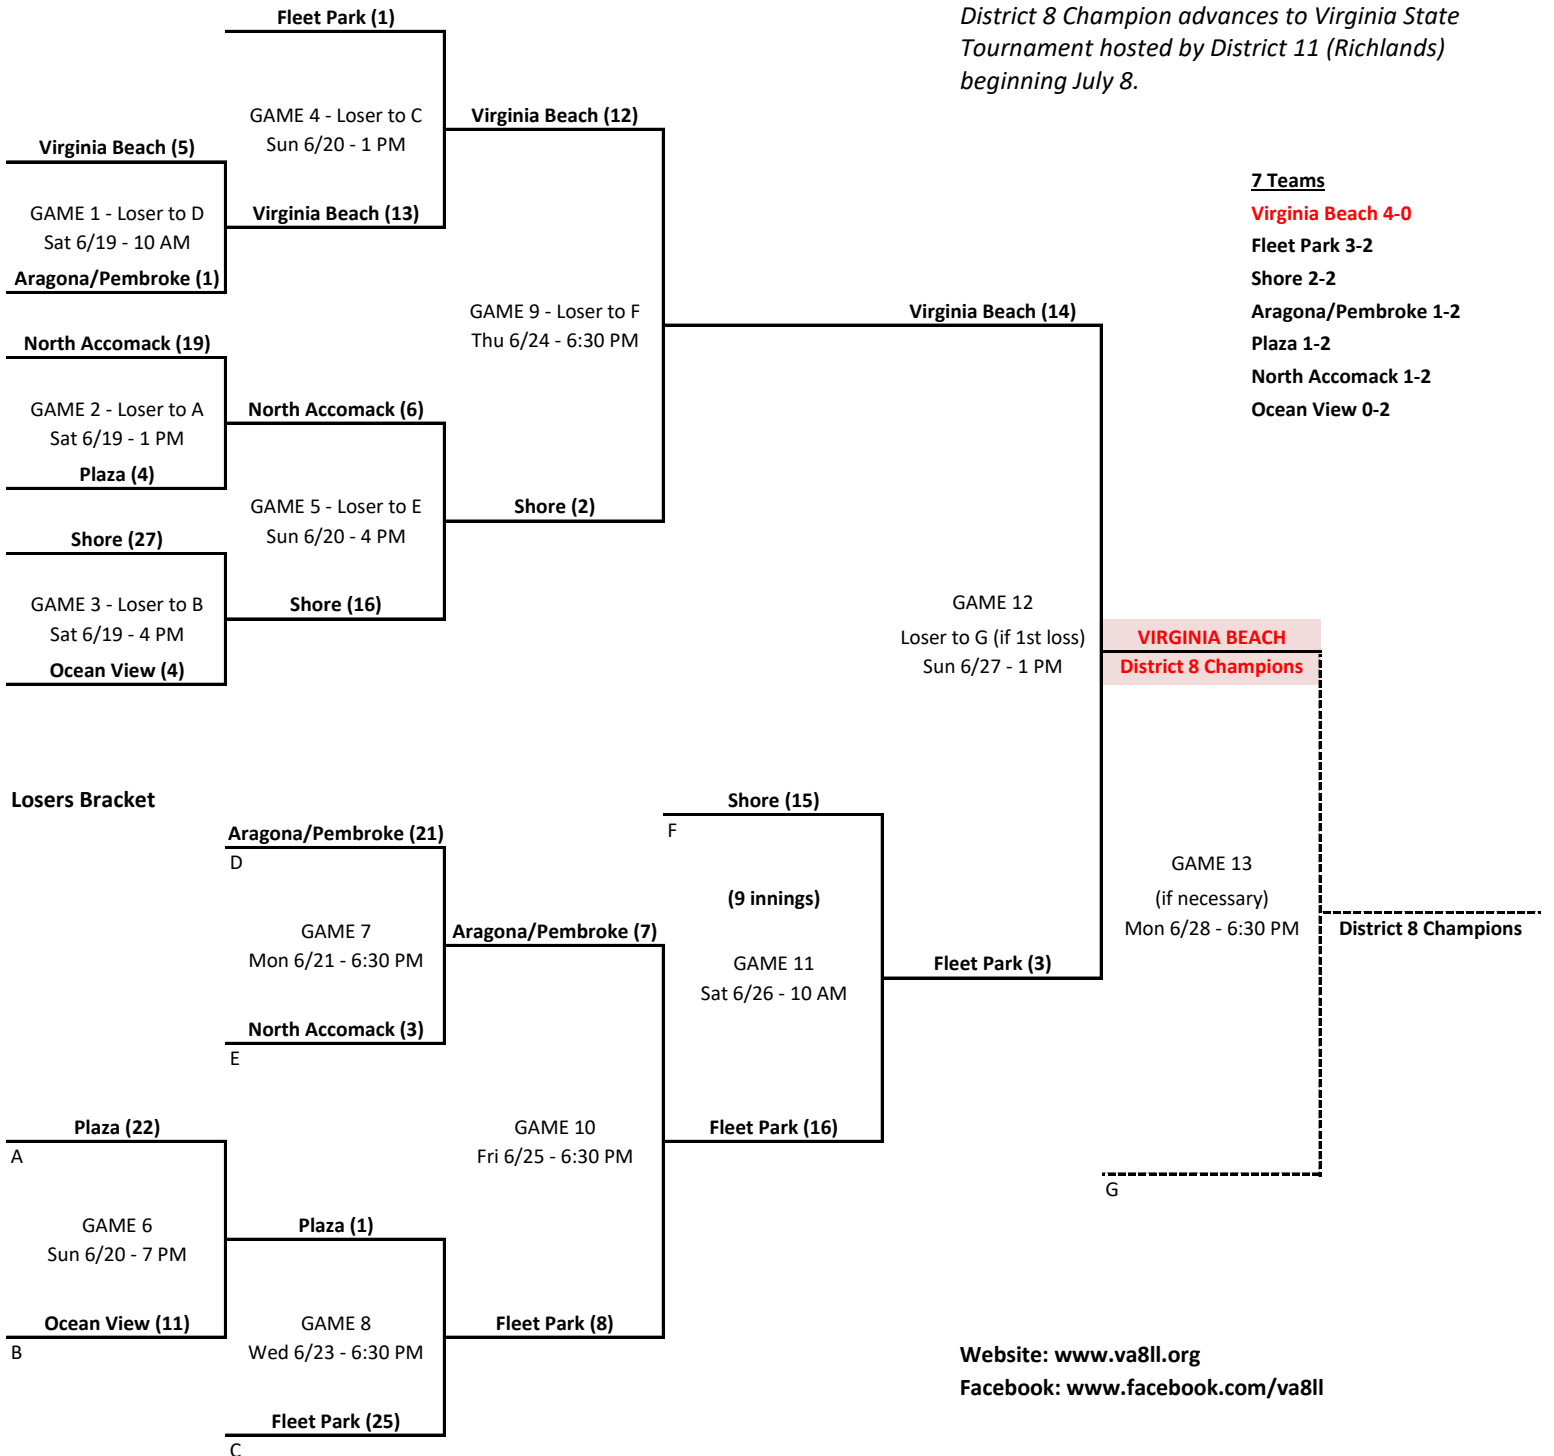 Fleet Park (1)
District 8 Champion advances to Virginia State
Tournament hosted by District 11 (Richlands)
beginning July 8.
GAME 4 - Loser to C
Sun 6/20 - 1 PM
Virginia Beach (12)
Virginia Beach (5)
GAME 1 - Loser to D
Sat 6/19 - 10 AM
Virginia Beach (13)
Aragona/Pembroke (1)
7 Teams
Virginia Beach 4-0
Fleet Park 3-2
Shore 2-2
Aragona/Pembroke 1-2
Plaza 1-2
North Accomack 1-2
Ocean View 0-2
GAME 9 - Loser to F
Thu 6/24 - 6:30 PM
Virginia Beach (14)
North Accomack (19)
GAME 2 - Loser to A
Sat 6/19 - 1 PM
North Accomack (6)
Plaza (4)
GAME 5 - Loser to E
Sun 6/20 - 4 PM
Shore (2)
Shore (27)
GAME 3 - Loser to B
Sat 6/19 - 4 PM
Shore (16)
Ocean View (4)
GAME 12
Loser to G (if 1st loss)
Sun 6/27 - 1 PM
VIRGINIA BEACH
District 8 Champions
Losers Bracket
Shore (15)
F
Aragona/Pembroke (21)
D
(9 innings)
GAME 7
Mon 6/21 - 6:30 PM
Aragona/Pembroke (7)
GAME 11
Sat 6/26 - 10 AM
Fleet Park (3)
GAME 13
(if necessary)
Mon 6/28 - 6:30 PM
District 8 Champions
North Accomack (3)
E
Plaza (22)
A
GAME 10
Fri 6/25 - 6:30 PM
Fleet Park (16)
G
GAME 6
Sun 6/20 - 7 PM
Plaza (1)
Ocean View (11)
B
GAME 8
Wed 6/23 - 6:30 PM
Fleet Park (8)
Fleet Park (25)
C
Website: www.va8ll.org
Facebook: www.facebook.com/va8ll